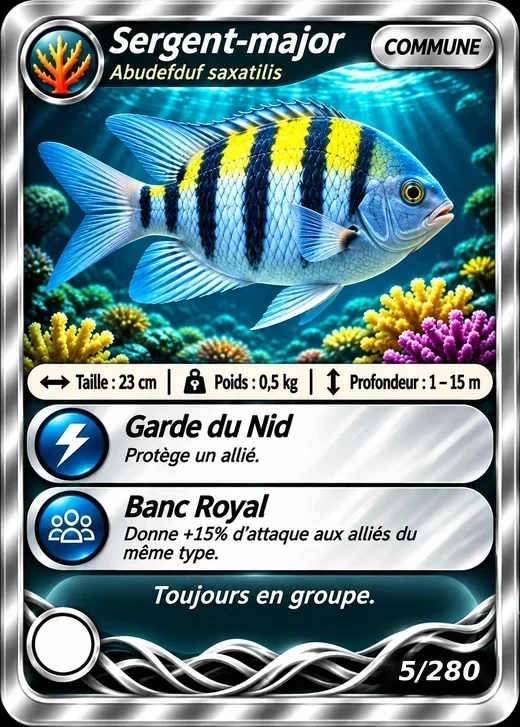 Sergent-major
COMMUNE
Abudefduf saxatilis
Taille : 23 cm | Poids : 0,5 kg | Profondeur : 1 – 15 m
Garde du Nid
Protège un allié.
Banc Royal
Donne +15% d'attaque aux alliés du
même type.
Toujours en groupe.
5/280